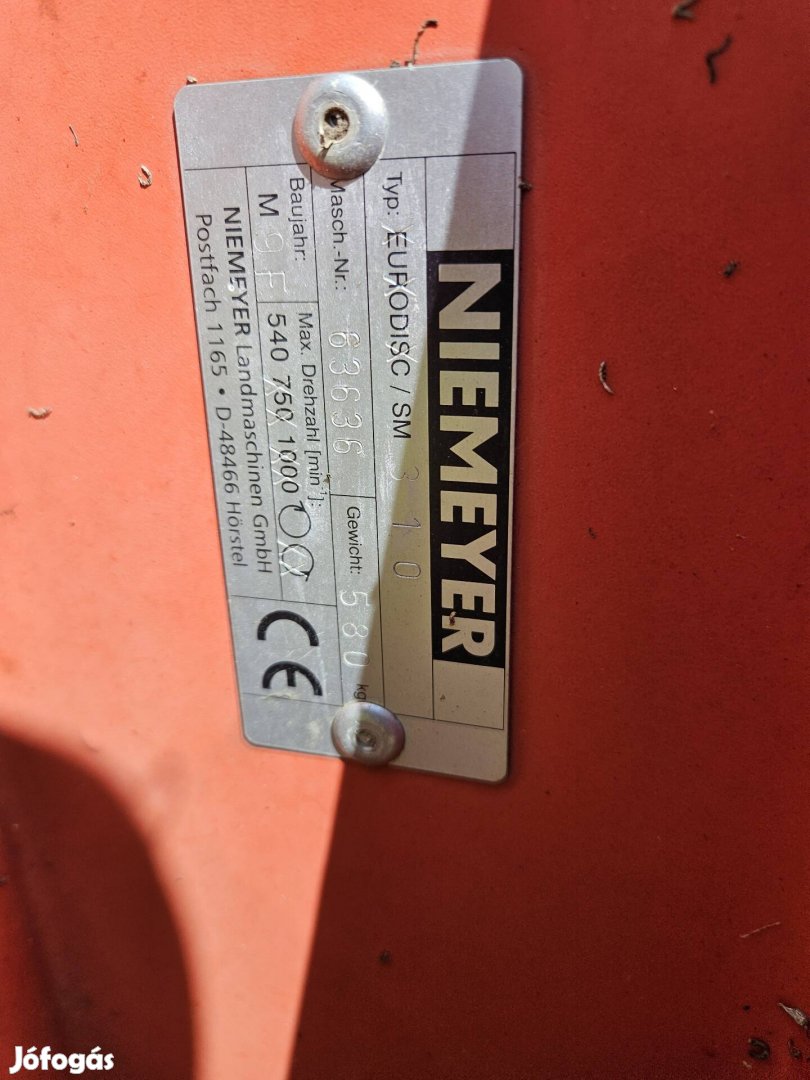 NIEMEYER
Typ: EURODISC / SM 310
Masch.-Nr.: 63636 Gewicht: 580 kg
Baujahr: Max. Drehzahl [min-1]:
M 540 750 1000
NIEMEYER Landmaschinen GmbH
Postfach 1165 • D-48466 Hörstel
CE
Jófogás